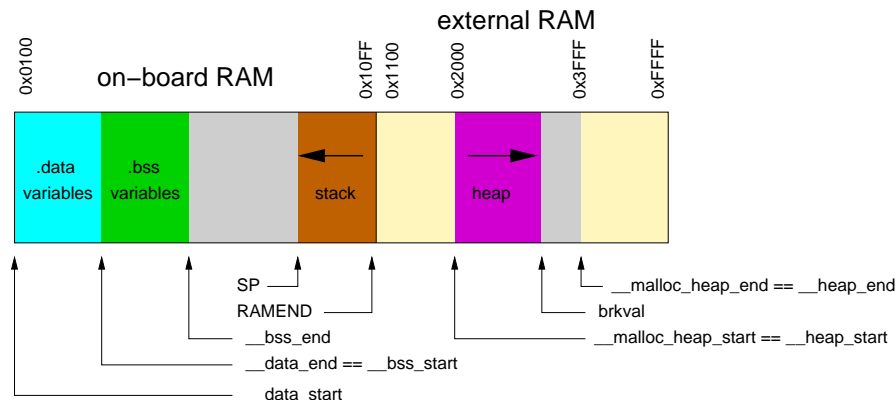 external RAM
on−board RAM
0x0100
0x10FF
0x1100
0x2000
0x3FFF
0xFFFF
.data
variables
.bss
variables
stack
heap
SP
RAMEND
__bss_end
__data_end == __bss_start
__data_start
__malloc_heap_end == __heap_end
brkval
__malloc_heap_start == __heap_start